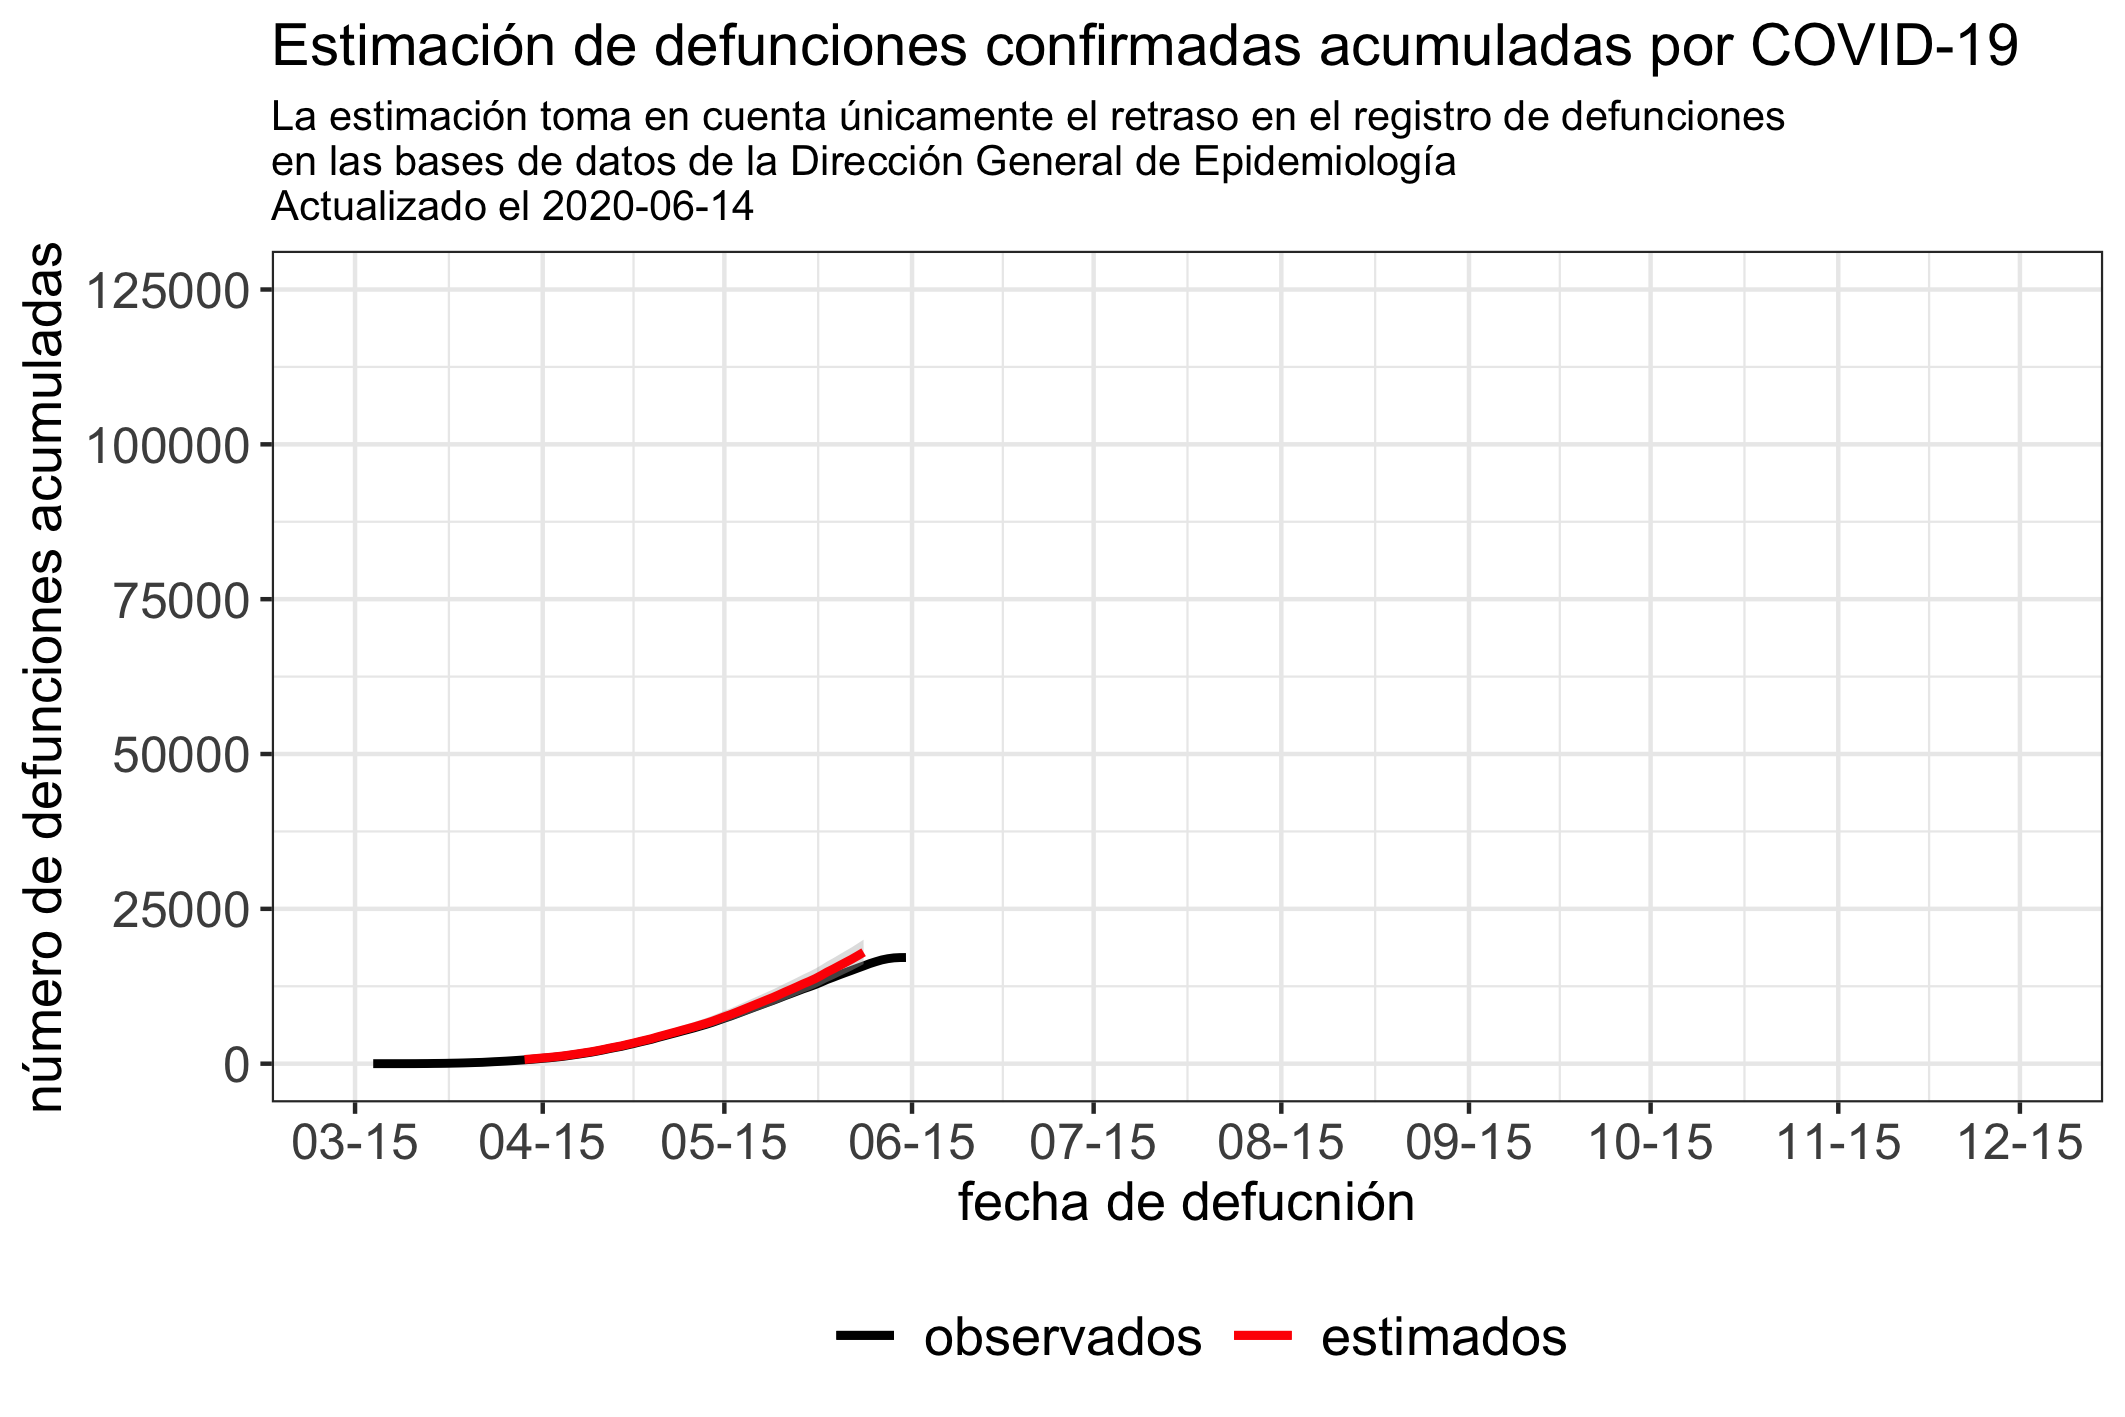 Estimación de defunciones confirmadas acumuladas por COVID-19
La estimación toma en cuenta únicamente el retraso en el registro de defunciones
en las bases de datos de la Dirección General de Epidemiología
Actualizado el 2020-06-14
número de defunciones acumuladas
125000
100000
75000
50000
25000
0
03-15 04-15 05-15 06-15 07-15 08-15 09-15 10-15 11-15 12-15
fecha de defucnión
observados estimados